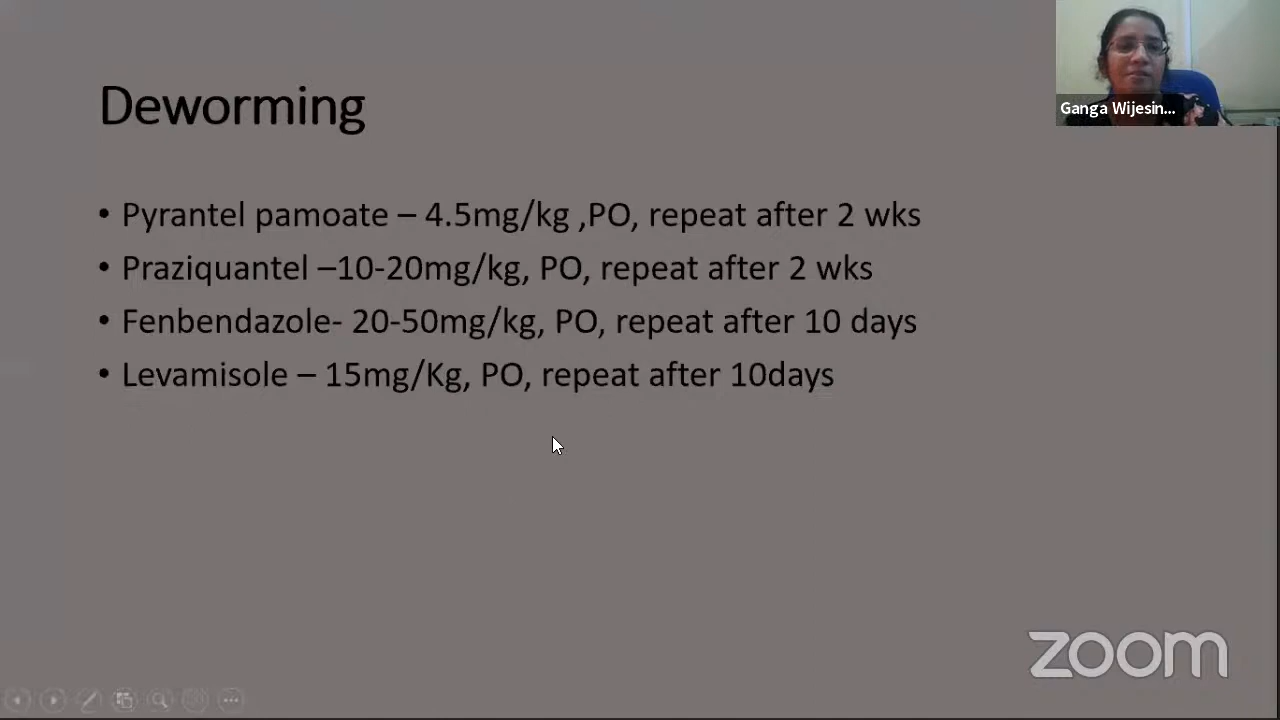 Deworming
Ganga Wijesin...
• Pyrantel pamoate – 4.5mg/kg ,PO, repeat after 2 wks
• Praziquantel –10-20mg/kg, PO, repeat after 2 wks
• Fenbendazole- 20-50mg/kg, PO, repeat after 10 days
• Levamisole – 15mg/Kg, PO, repeat after 10days
zoom